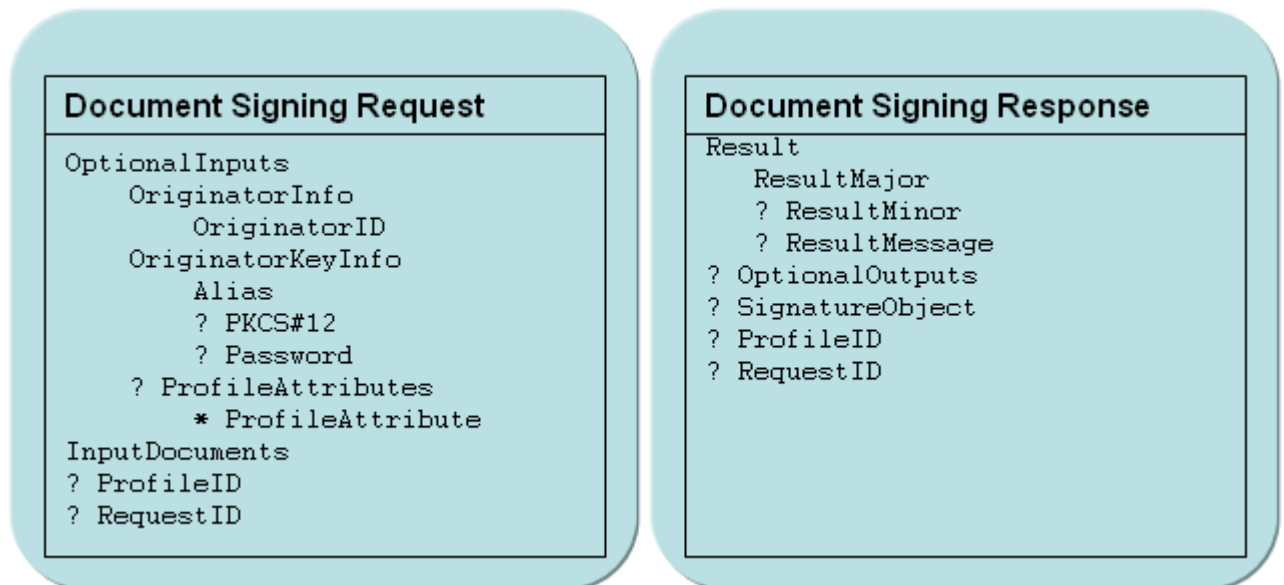 Document Signing Request
OptionalInputs
OriginatorInfo
OriginatorID
OriginatorKeyInfo
Alias
? PKCS#12
? Password
? ProfileAttributes
* ProfileAttribute
InputDocuments
? ProfileID
? RequestID
Document Signing Response
Result
ResultMajor
? ResultMinor
? ResultMessage
? OptionalOutputs
? SignatureObject
? ProfileID
? RequestID